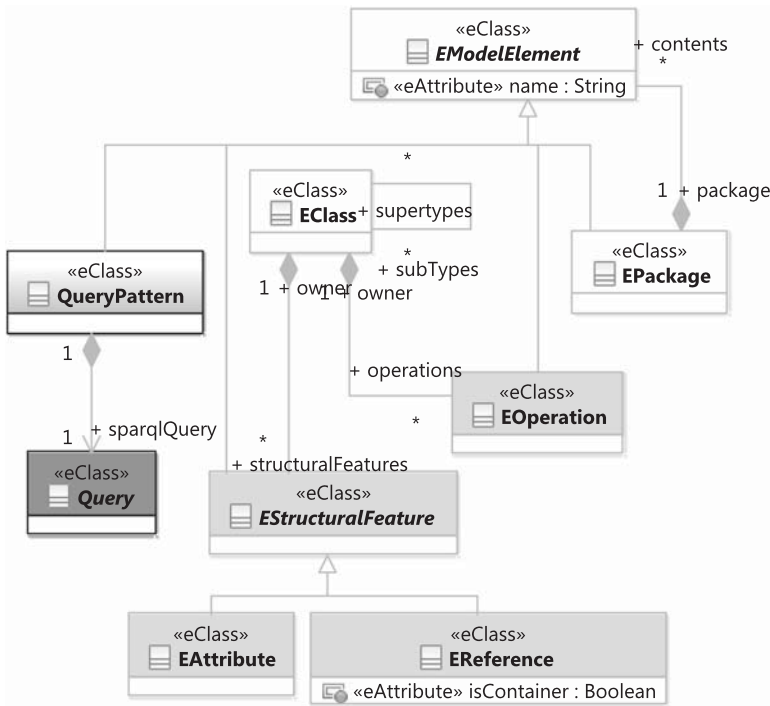 «eClass»
EModelElement
«eAttribute» name : String
+ contents
*
*
«eClass»
EClass
+ supertypes
*
+ subTypes
1 + owner
1 + owner
1 + package
«eClass»
EPackage
«eClass»
QueryPattern
1
+ sparqlQuery
1
«eClass»
Query
+ operations
*
«eClass»
EOperation
*
+ structuralFeatures
«eClass»
EStructuralFeature
«eClass»
EAttribute
«eClass»
EReference
«eAttribute» isContainer : Boolean